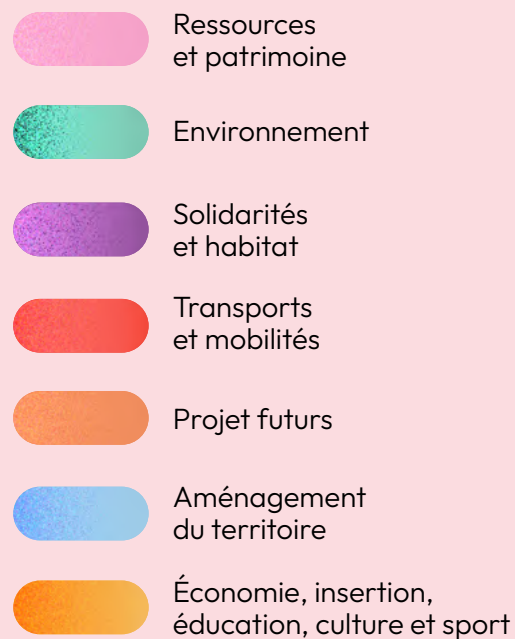 Ressources
et patrimoine
Environnement
Solidarités
et habitat
Transports
et mobilités
Projet futurs
Aménagement
du territoire
Économie, insertion,
éducation, culture et sport